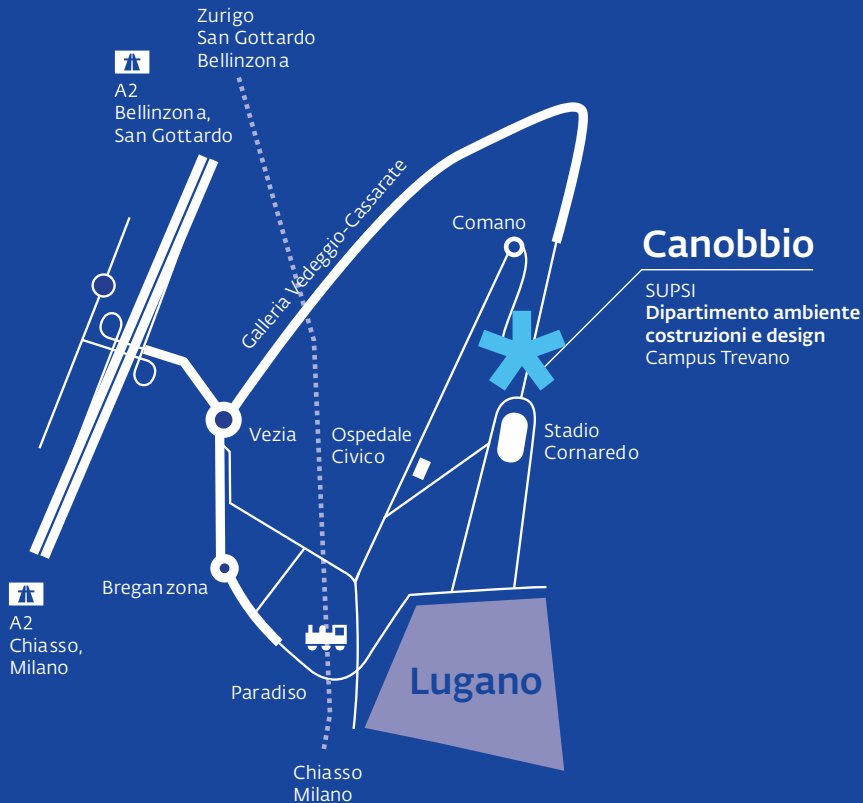 Zurigo
San Gottardo
Bellinzona
A2
Bellinzona,
San Gottardo
Galleria Vedeggio-Cassarate
Comano
Canobbio
SUPSI
Dipartimento ambiente
costruzioni e design
Campus Trevano
Vezia
Ospedale
Civico
Stadio
Cornaredo
Breganzona
A2
Chiasso,
Milano
Paradiso
Lugano
Chiasso
Milano